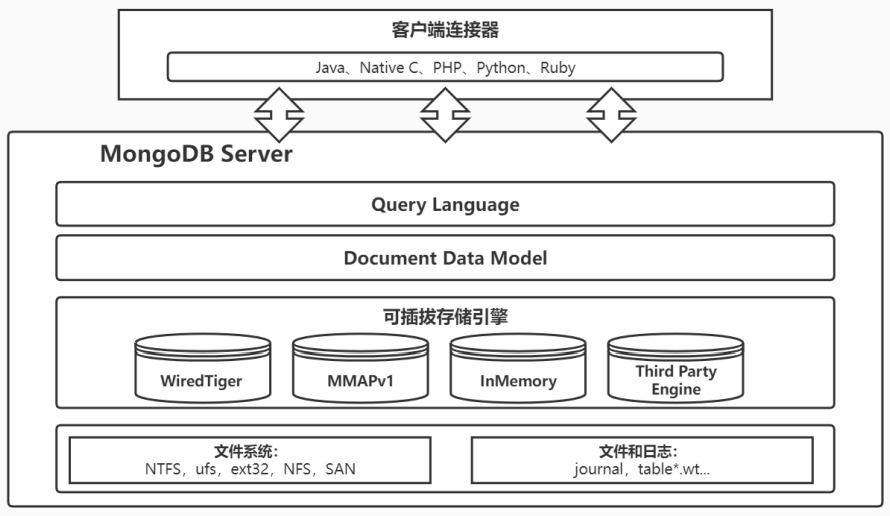 客户端连接器
Java、Native C、PHP、Python、Ruby
MongoDB Server
Query Language
Document Data Model
可插拔存储引擎
WiredTiger
MMAPv1
InMemory
Third Party
Engine
文件系统：
NTFS，ufs，ext32，NFS，SAN
文件和日志：
journal，table*.wt...